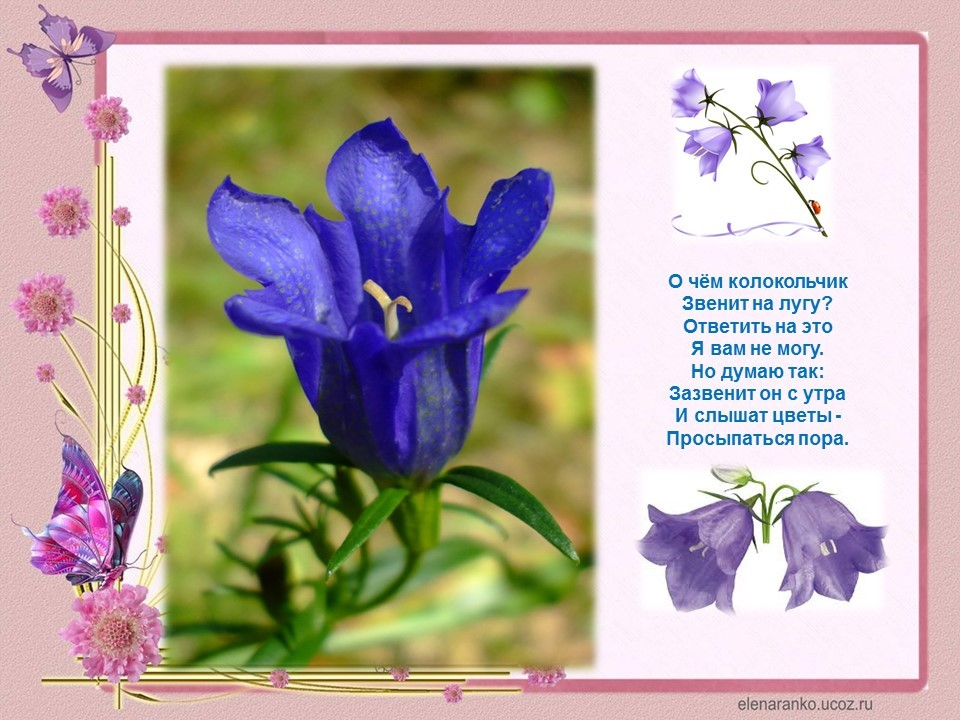 О чём колокольчик
Звенит на лугу?
Ответить на это
Я вам не могу.
Но думаю так:
Зазвенит он с утра
И слышат цветы -
Просыпаться пора.
elenaranko.ucoz.ru